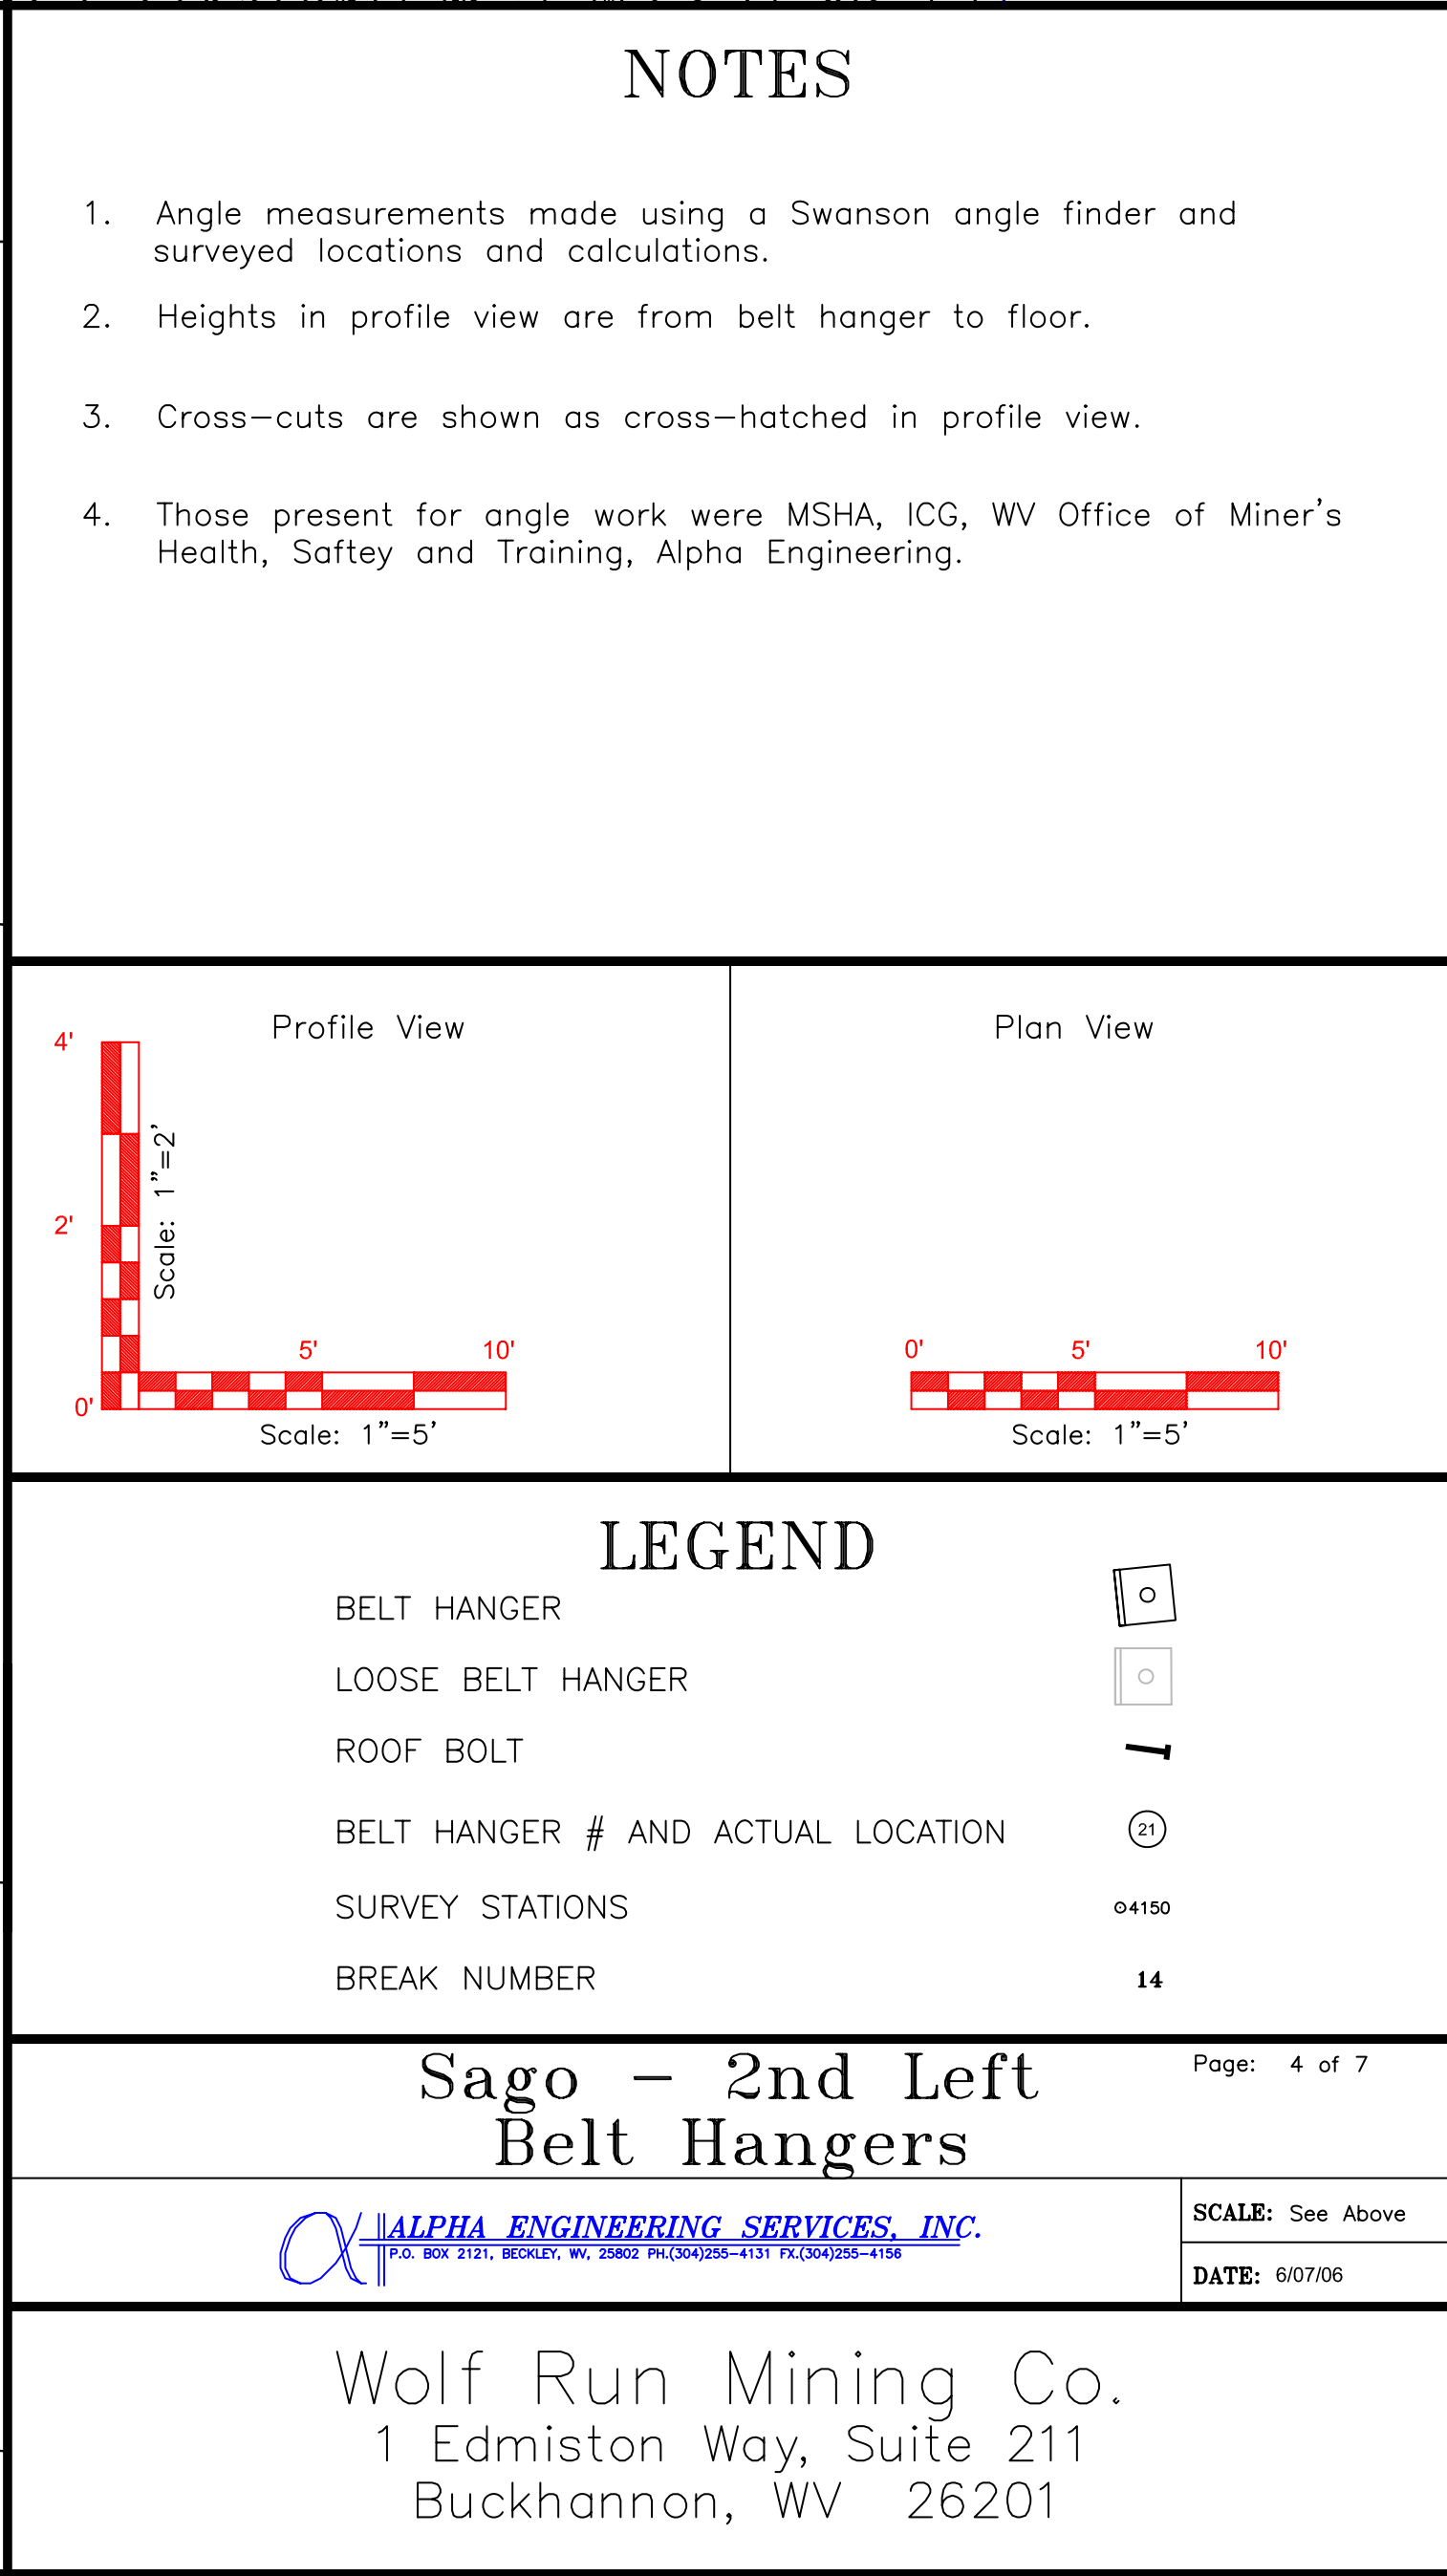 NOTES
1. Angle measurements made using a Swanson angle finder and
surveyed locations and calculations.
2. Heights in profile view are from belt hanger to floor.
3. Cross-cuts are shown as cross-hatched in profile view.
4. Those present for angle work were MSHA, ICG, WV Office of Miner's
Health, Saftey and Training, Alpha Engineering.
Profile View
4'
2'
0'
Scale: 1"=2'
5' 10'
Scale: 1"=5'
Plan View
0' 5' 10'
Scale: 1"=5'
LEGEND
BELT HANGER
LOOSE BELT HANGER
ROOF BOLT
BELT HANGER # AND ACTUAL LOCATION 21
SURVEY STATIONS 4150
BREAK NUMBER 14
Sago - 2nd Left
Belt Hangers
Page: 4 of 7
ALPHA ENGINEERING SERVICES, INC.
P.O. BOX 2121, BECKLEY, WV, 25802 PH.(304)255-4131 FX.(304)255-4156
SCALE: See Above
DATE: 6/07/06
Wolf Run Mining Co.
1 Edmiston Way, Suite 211
Buckhannon, WV 26201